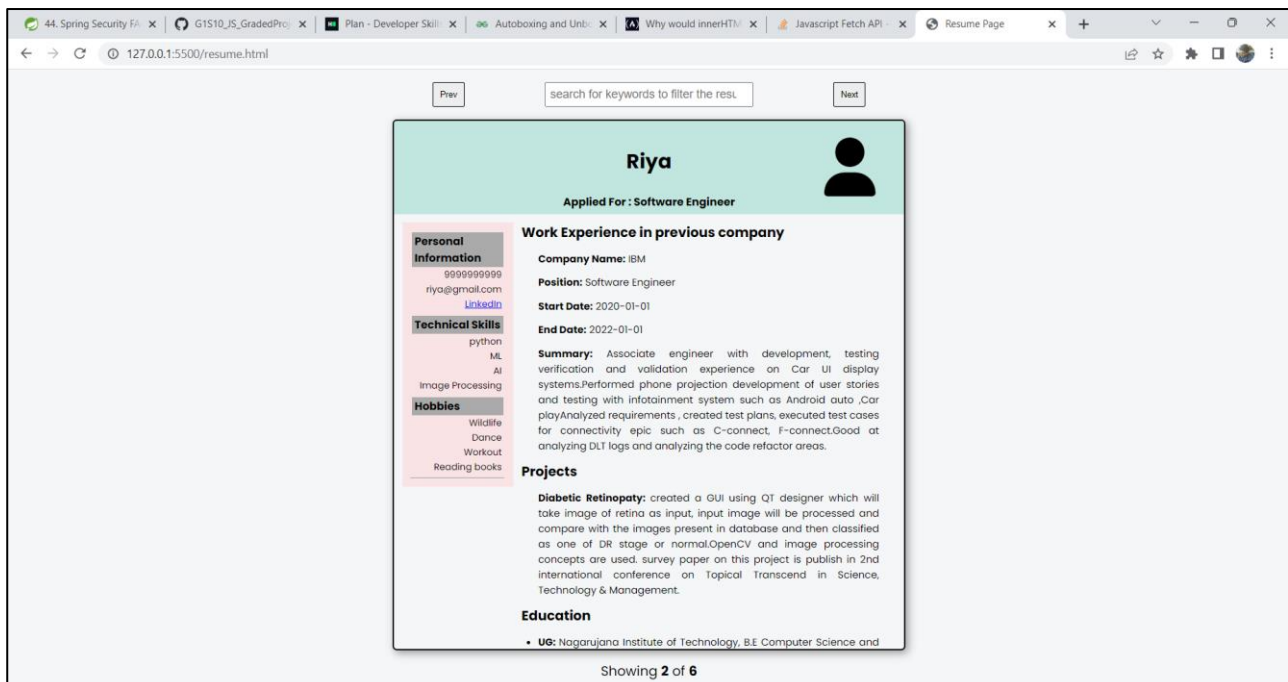 44. Spring Security FA
G1S10_JS_GradedProj
Plan - Developer Skill
Autoboxing and Unb
Why would innerHTM
Javascript Fetch API -
Resume Page
127.0.0.1:5500/resume.html
Prev
search for keywords to filter the resu
Next
Riya
Applied For : Software Engineer
Personal
Information
9999999999
riya@gmail.com
LinkedIn
Technical Skills
python
ML
AI
Image Processing
Hobbies
Wildlife
Dance
Workout
Reading books
Work Experience in previous company
Company Name: IBM
Position: Software Engineer
Start Date: 2020-01-01
End Date: 2022-01-01
Summary: Associate engineer with development, testing
verification and validation experience on Car UI display
systems.Performed phone projection development of user stories
and testing with infotainment system such as Android auto ,Car
playAnalyzed requirements , created test plans, executed test cases
for connectivity epic such as C-connect, F-connect.Good at
analyzing DLT logs and analyzing the code refactor areas.
Projects
Diabetic Retinopaty: created a GUI using QT designer which will
take image of retina as input, input image will be processed and
compare with the images present in database and then classified
as one of DR stage or normal.OpenCV and image processing
concepts are used. survey paper on this project is publish in 2nd
international conference on Topical Transcend in Science,
Technology & Management.
Education
• UG: Nagarujana Institute of Technology, B.E Computer Science and
Showing 2 of 6